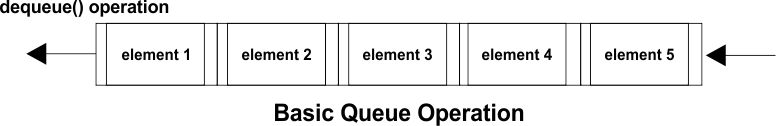 dequeue() operation
element 1
element 2
element 3
element 4
element 5
Basic Queue Operation